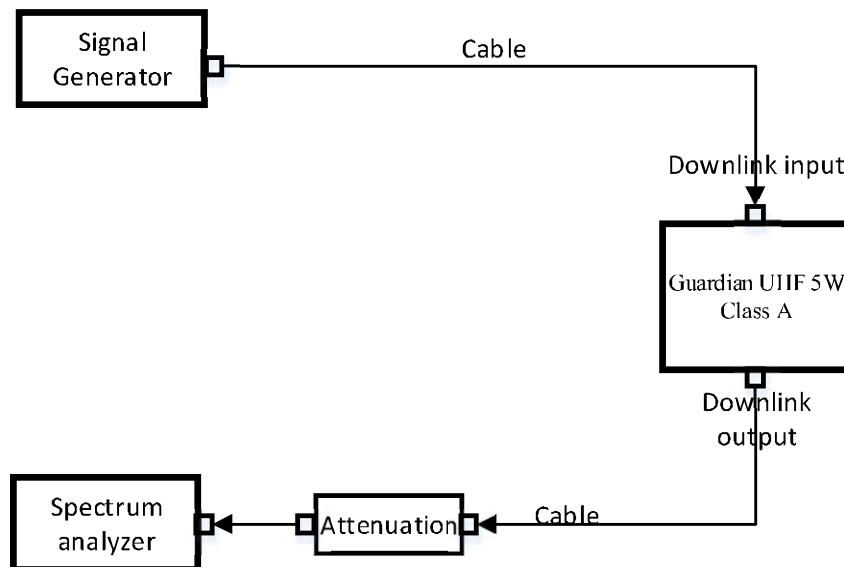 Signal
Generator
Cable
Downlink input
Guardian UHF 5W
Class A
Downlink
output
Spectrum
analyzer
Attenuation
Cable